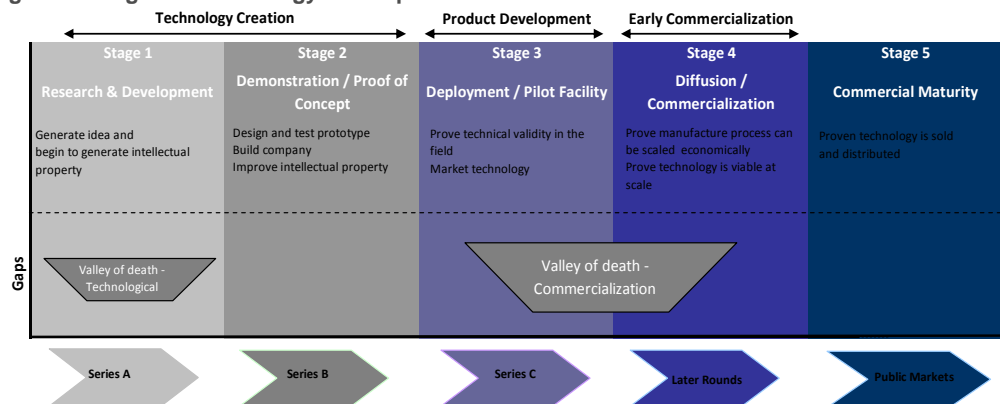 Technology Creation
Product Development
Early Commercialization
Stage 1
Stage 2
Stage 3
Stage 4
Stage 5
Research & Development
Demonstration / Proof of
Concept
Deployment / Pilot Facility
Diffusion /
Commercialization
Commercial Maturity
Generate idea and
begin to generate intellectual
property
Design and test prototype
Build company
Improve intellectual property
Prove technical validity in the
field
Market technology
Prove manufacture process can
be scaled economically
Prove technology is viable at
scale
Proven technology is sold
and distributed
Gaps
Valley of death -
Technological
Valley of death -
Commercialization
Series A
Series B
Series C
Later Rounds
Public Markets